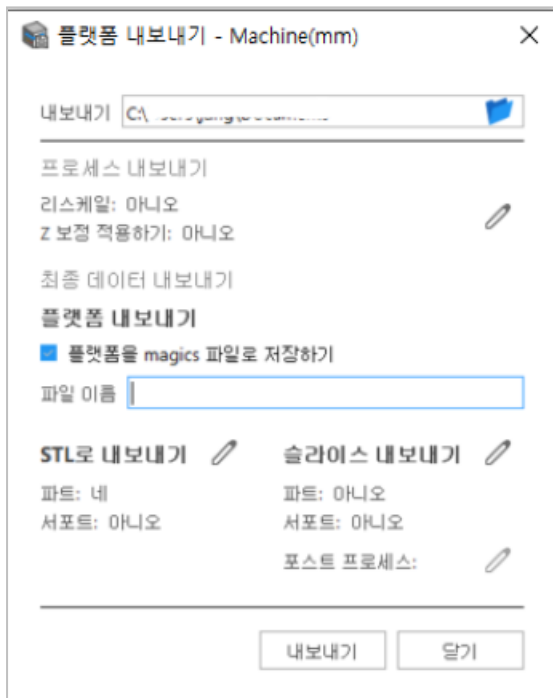 플랫폼 내보내기 - Machine(mm)
내보내기 C:\
프로세스 내보내기
리스케일: 아니오
Z 보정 적용하기: 아니오
최종 데이터 내보내기
플랫폼 내보내기
플랫폼을 magics 파일로 저장하기
파일 이름
STL로 내보내기 슬라이스 내보내기
파트: 네 파트: 아니오
서포트: 아니오 서포트: 아니오
포스트 프로세스:
내보내기 닫기